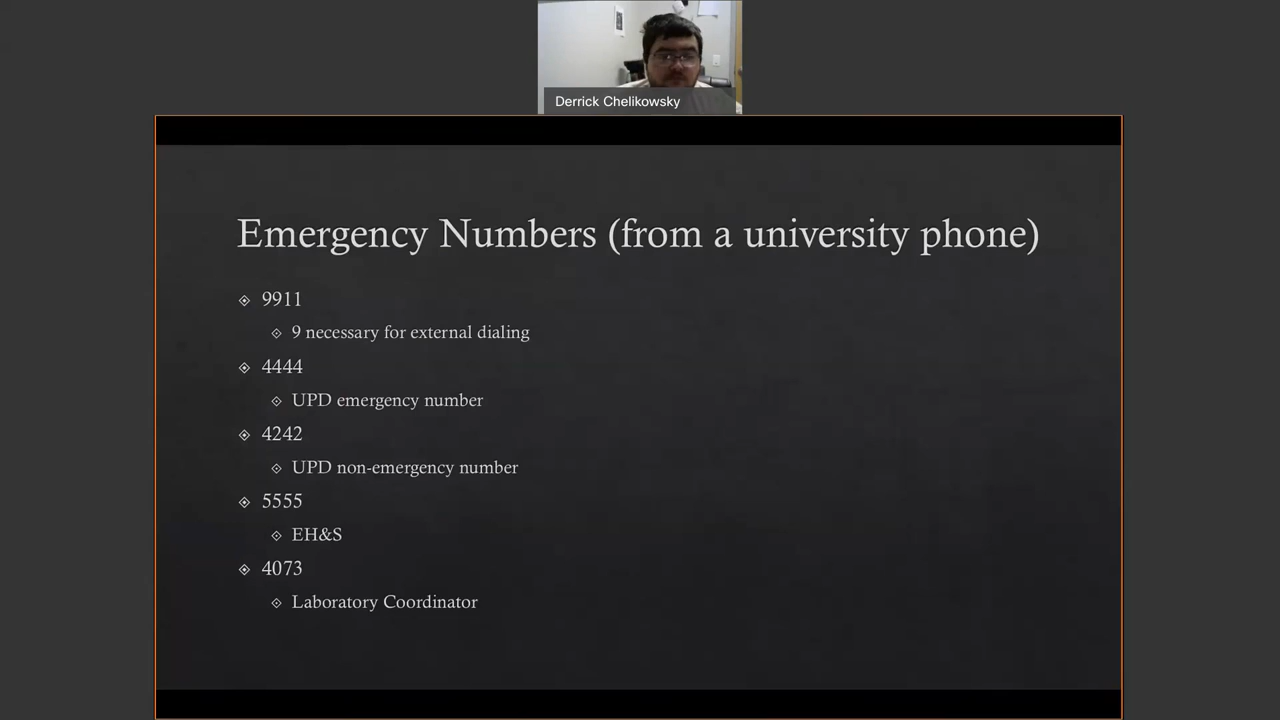 Derrick Chelikowsky
Emergency Numbers (from a university phone)
9911
9 necessary for external dialing
4444
UPD emergency number
4242
UPD non-emergency number
5555
EH&S
4073
Laboratory Coordinator